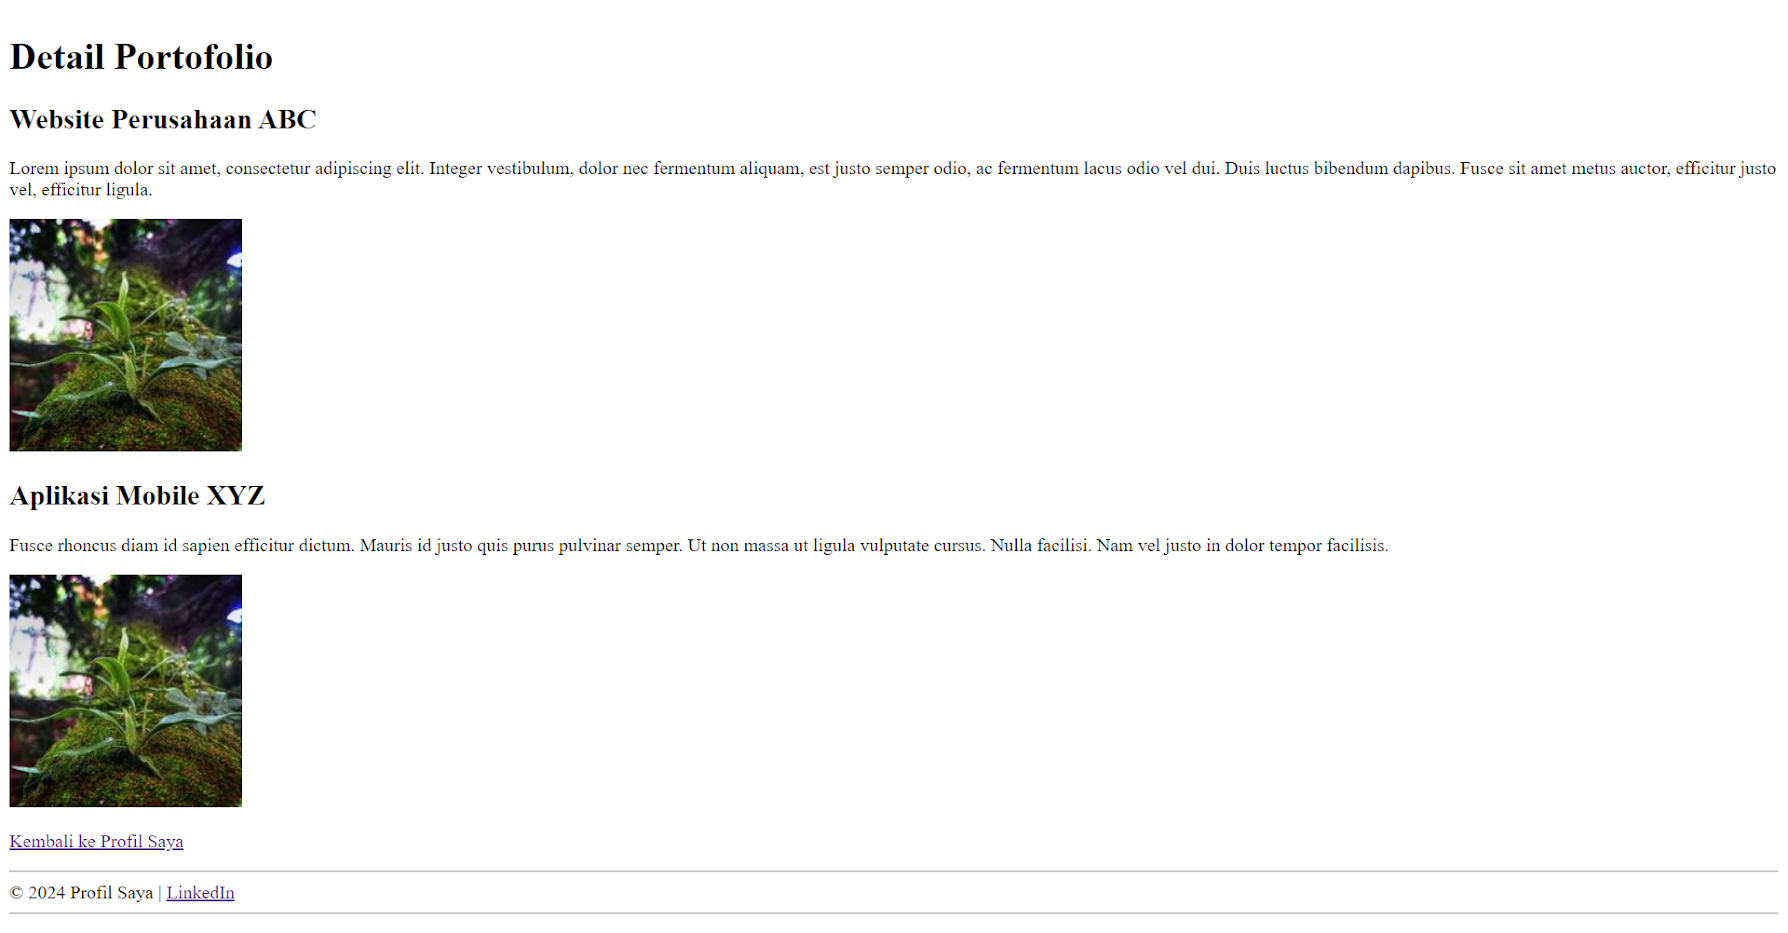 Detail Portofolio
Website Perusahaan ABC
Lorem ipsum dolor sit amet, consectetur adipiscing elit. Integer vestibulum, dolor nec fermentum aliquam, est justo semper odio, ac fermentum lacus odio vel dui. Duis luctus bibendum dapibus. Fusce sit amet metus auctor, efficitur justo
vel, efficitur ligula.
Aplikasi Mobile XYZ
Fusce rhoncus diam id sapien efficitur dictum. Mauris id justo quis purus pulvinar semper. Ut non massa ut ligula vulputate cursus. Nulla facilisi. Nam vel justo in dolor tempor facilisis.
Kembali ke Profil Saya
© 2024 Profil Saya | LinkedIn